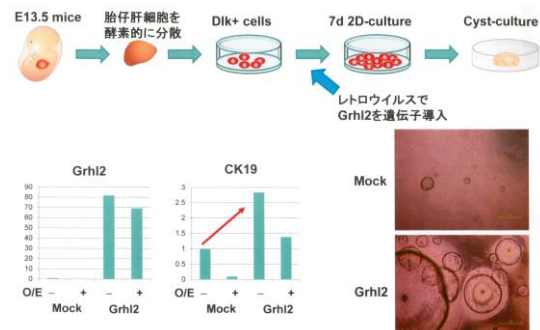 E13.5 mice
胎仔肝細胞を
酵素的に分散
Dlk+ cells
7d 2D-culture
Cyst-culture
レトロウイルスで
Grhl2を遺伝子導入
Grhl2
90
80
70
60
50
40
30
20
10
0
O/E － + － +
Mock Grhl2
CK19
3
2.5
2
1.5
1
0.5
0
O/E － + － +
Mock Grhl2
Mock
Grhl2